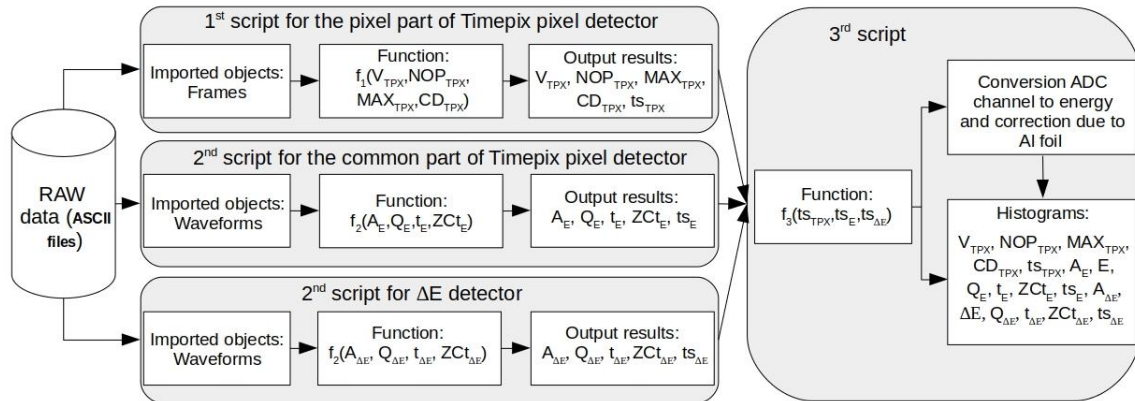 1st script for the pixel part of Timepix pixel detector
Imported objects:
Frames
Function:
f1(VTPX,NOPTPX,
MAXTPX,CDTPX)
Output results:
VTPX, NOPTPX, MAXTPX,
CDTPX, tsTPX
RAW
data (ASCII
files)
2nd script for the common part of Timepix pixel detector
Imported objects:
Waveforms
Function:
f2(AE,QE,tE,ZCtE)
Output results:
AE, QE, tE, ZCtE, tsE
2nd script for ΔE detector
Imported objects:
Waveforms
Function:
f2(AΔE, QΔE, tΔE, ZCtΔE)
Output results:
AΔE, QΔE, tΔE, ZCtΔE, tsΔE
3rd script
Function:
f3(tsTPX,tsE,tsΔE)
Conversion ADC
channel to energy
and correction due to
Al foil
Histograms:
VTPX, NOPTPX, MAXTPX,
CDTPX, tsTPX, AE, E,
QE, tE, ZCtE, tsE, AΔE,
ΔE, QΔE, tΔE, ZCtΔE, tsΔE